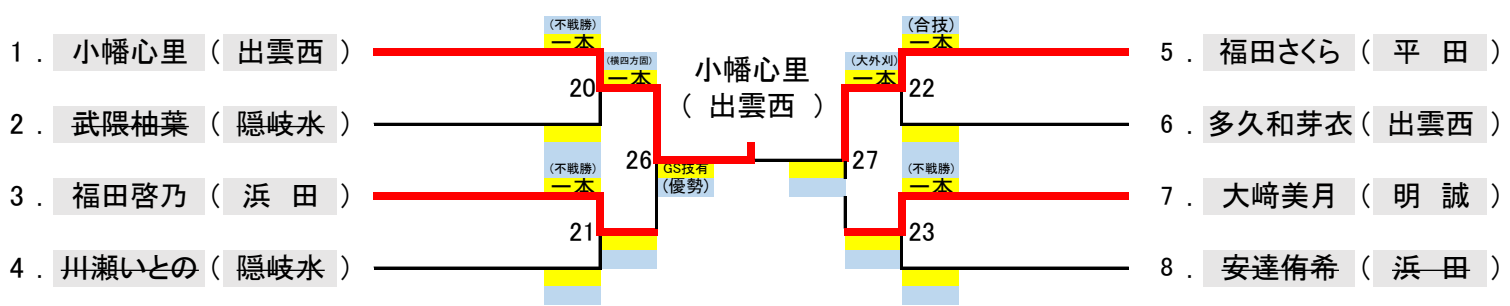 1． 小幡心里 （ 出雲西 ）
2． 武隈柚葉 （ 隠岐水 ）
3． 福田啓乃 （ 浜　田 ）
4． 川瀬いとの （ 隠岐水 ）
(不戦勝)
一本
20
(不戦勝)
一本
21
(横四方固)
一本
26
GS技有
(優勢)
小幡心里
（ 出雲西 ）
(大外刈)
一本
27
(合技)
一本
22
(不戦勝)
一本
23
5． 福田さくら （ 平　田 ）
6． 多久和芽衣 （ 出雲西 ）
7． 大﨑美月 （ 明　誠 ）
8． 安達侑希 （ 浜　田 ）